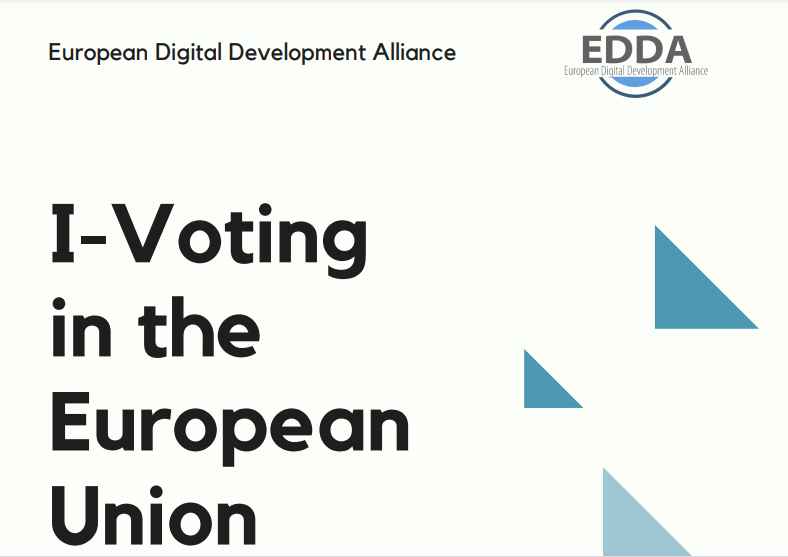 European Digital Development Alliance
EDDA
European Digital Development Alliance
I-Voting
in the
European
Union